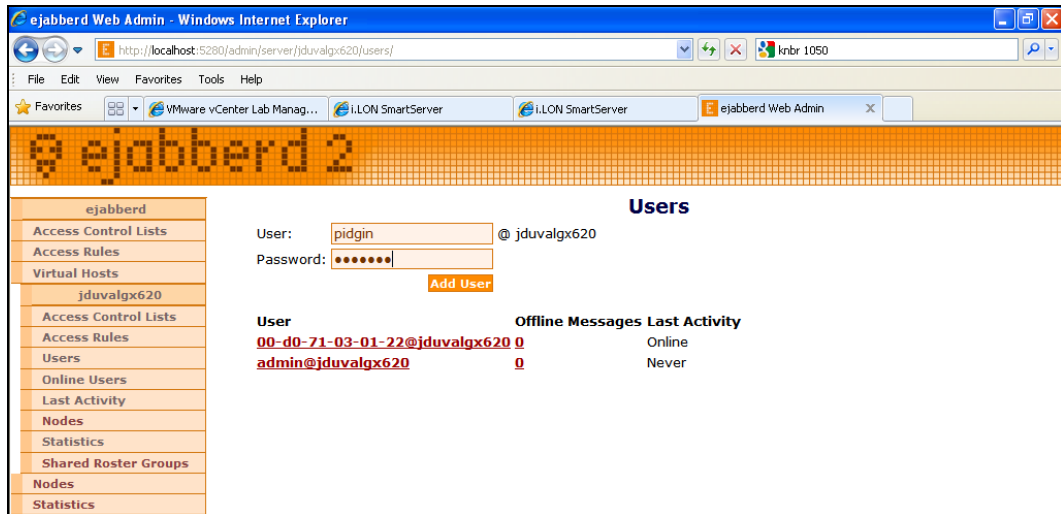 ejabberd Web Admin - Windows Internet Explorer
http://localhost:5280/admin/server/jduvalgx620/users/
knbr 1050
File Edit View Favorites Tools Help
Favorites
VMware vCenter Lab Manag...
i.LON SmartServer
i.LON SmartServer
ejabberd Web Admin
ejabberd 2
ejabberd
Access Control Lists
Access Rules
Virtual Hosts
jduvalgx620
Access Control Lists
Access Rules
Users
Online Users
Last Activity
Nodes
Statistics
Shared Roster Groups
Nodes
Statistics
Users
User: pidgin @ jduvalgx620
Password: •••••••
Add User
User Offline Messages Last Activity
00-d0-71-03-01-22@jduvalgx620 0 Online
admin@jduvalgx620 0 Never